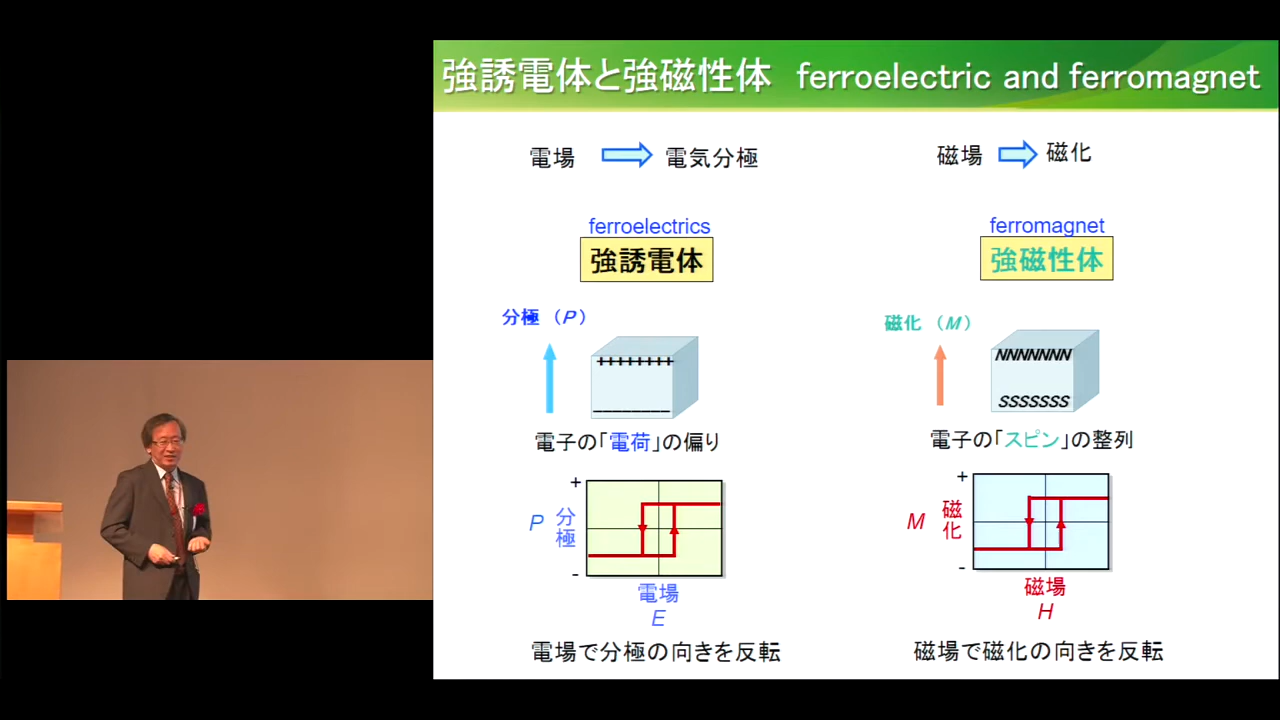 強誘電体と強磁性体 ferroelectric and ferromagnet
電場 電気分極
磁場 磁化
ferroelectrics
強誘電体
分極 (P)
+++++++
_ _ _ _ _ _ _ _
電子の「電荷」の偏り
+
P 分極
-
電場
E
電場で分極の向きを反転
ferromagnet
強磁性体
磁化 (M)
NNNNNNN
SSSSSSS
電子の「スピン」の整列
+
M 磁化
-
磁場
H
磁場で磁化の向きを反転